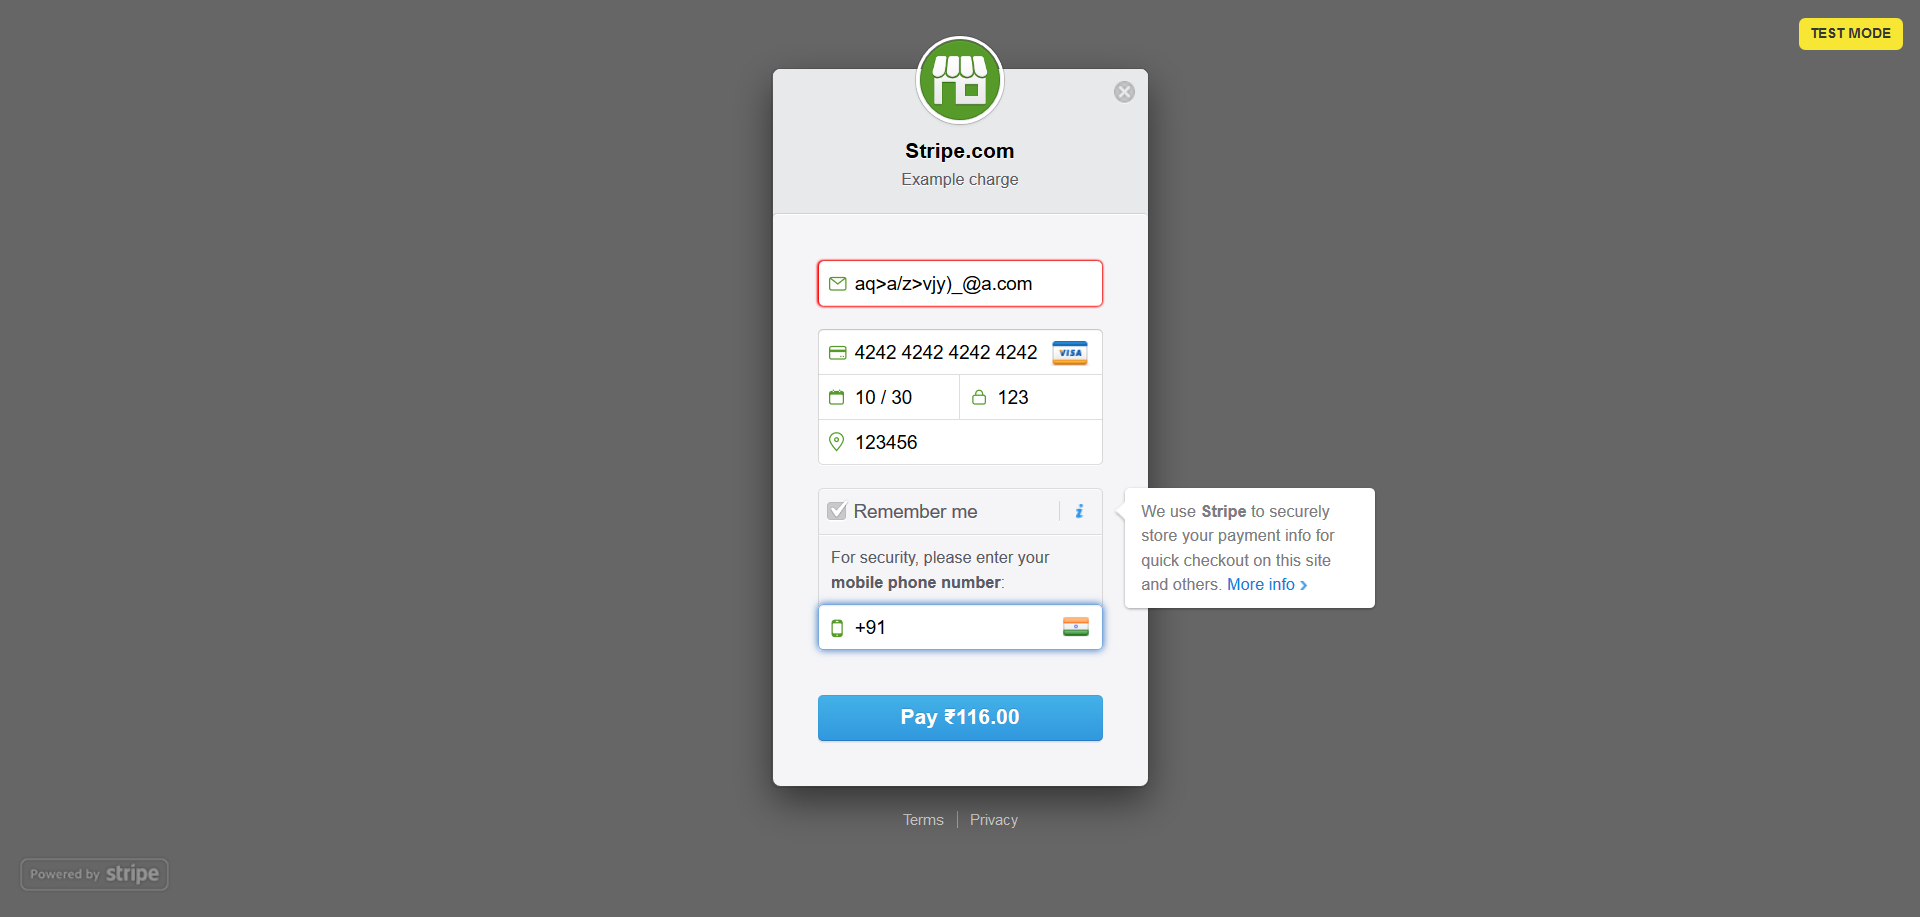 TEST MODE
Stripe.com
Example charge
aq>a/z>vjy)_@a.com
4242 4242 4242 4242 VISA
10 / 30 123
123456
Remember me i
For security, please enter your
mobile phone number:
+91
We use Stripe to securely
store your payment info for
quick checkout on this site
and others. More info ›
Pay ₹116.00
Terms Privacy
Powered by stripe